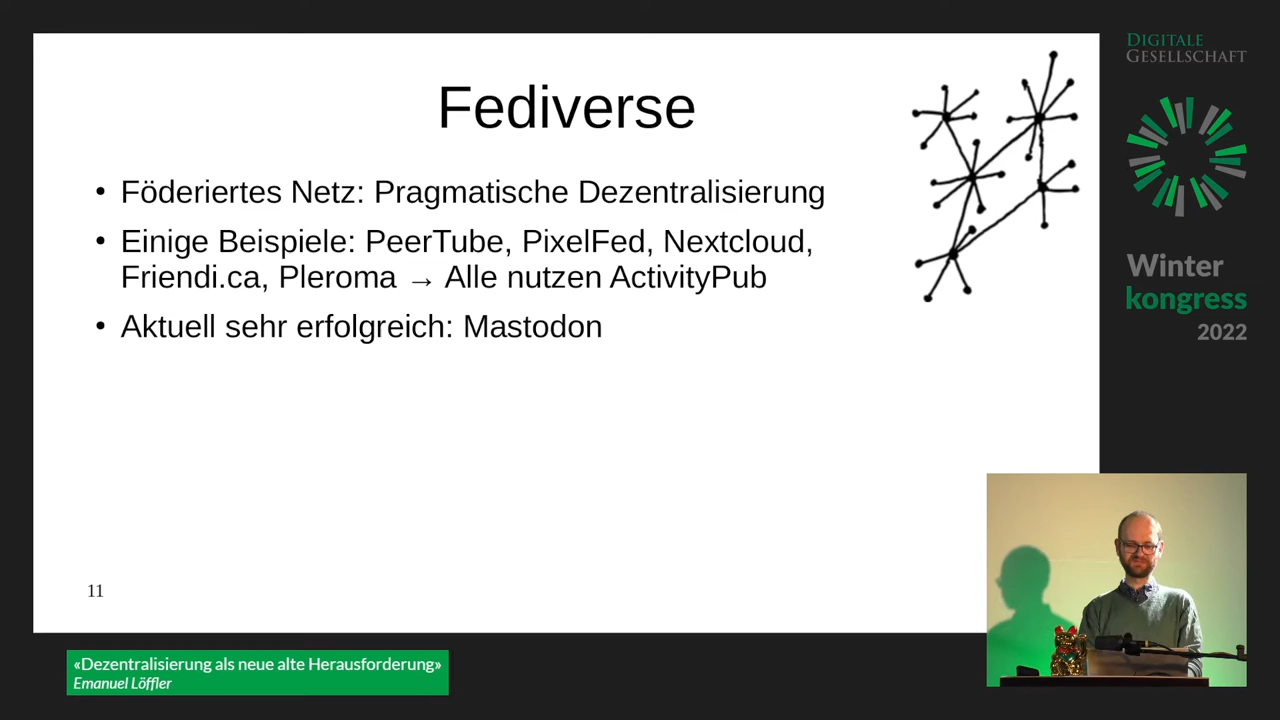 Fediverse
• Föderiertes Netz: Pragmatische Dezentralisierung
• Einige Beispiele: PeerTube, PixelFed, Nextcloud,
Friendi.ca, Pleroma → Alle nutzen ActivityPub
• Aktuell sehr erfolgreich: Mastodon
11
DIGITALE
GESELLSCHAFT
Winter
kongress
2022
«Dezentralisierung als neue alte Herausforderung»
Emanuel Löffler